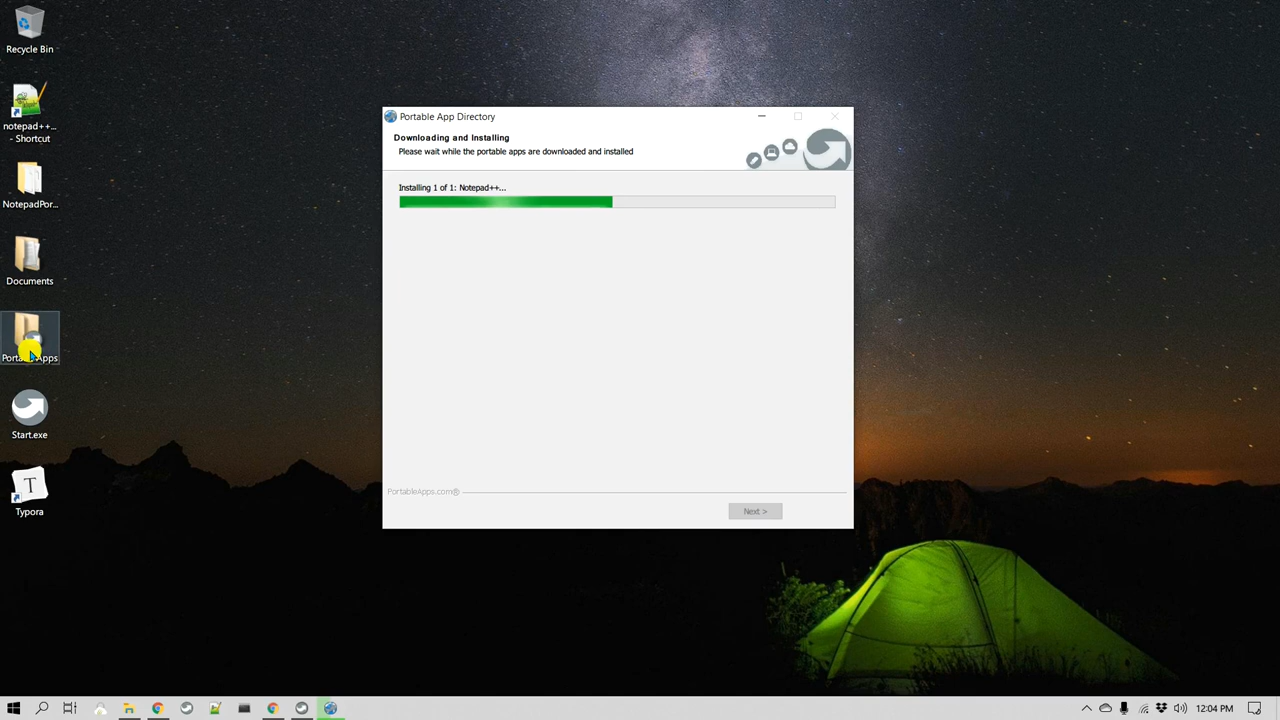 Recycle Bin
notepad++...
- Shortcut
NotepadPor...
Documents
Start.exe
Typora
Portable App Directory
Downloading and Installing
Please wait while the portable apps are downloaded and installed
Installing 1 of 1: Notepad++...
PortableApps.com®
Next >
12:04 PM